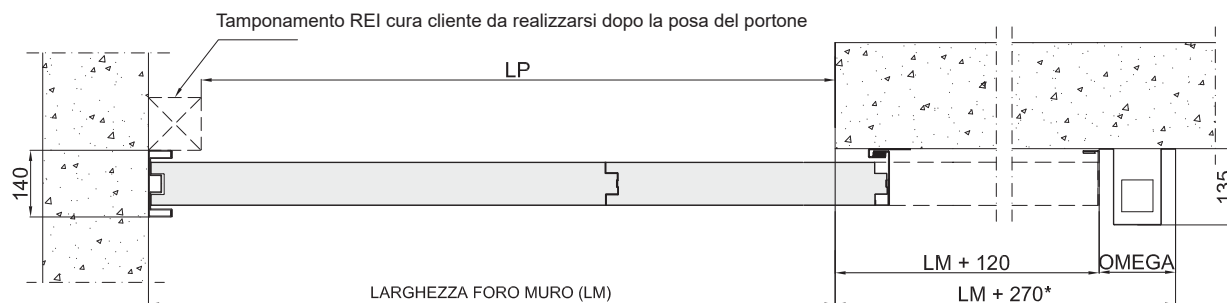 Tamponamento REI cura cliente da realizzarsi dopo la posa del portone
LP
140
135
LM + 120
OMEGA
LARGHEZZA FORO MURO (LM)
LM + 270*